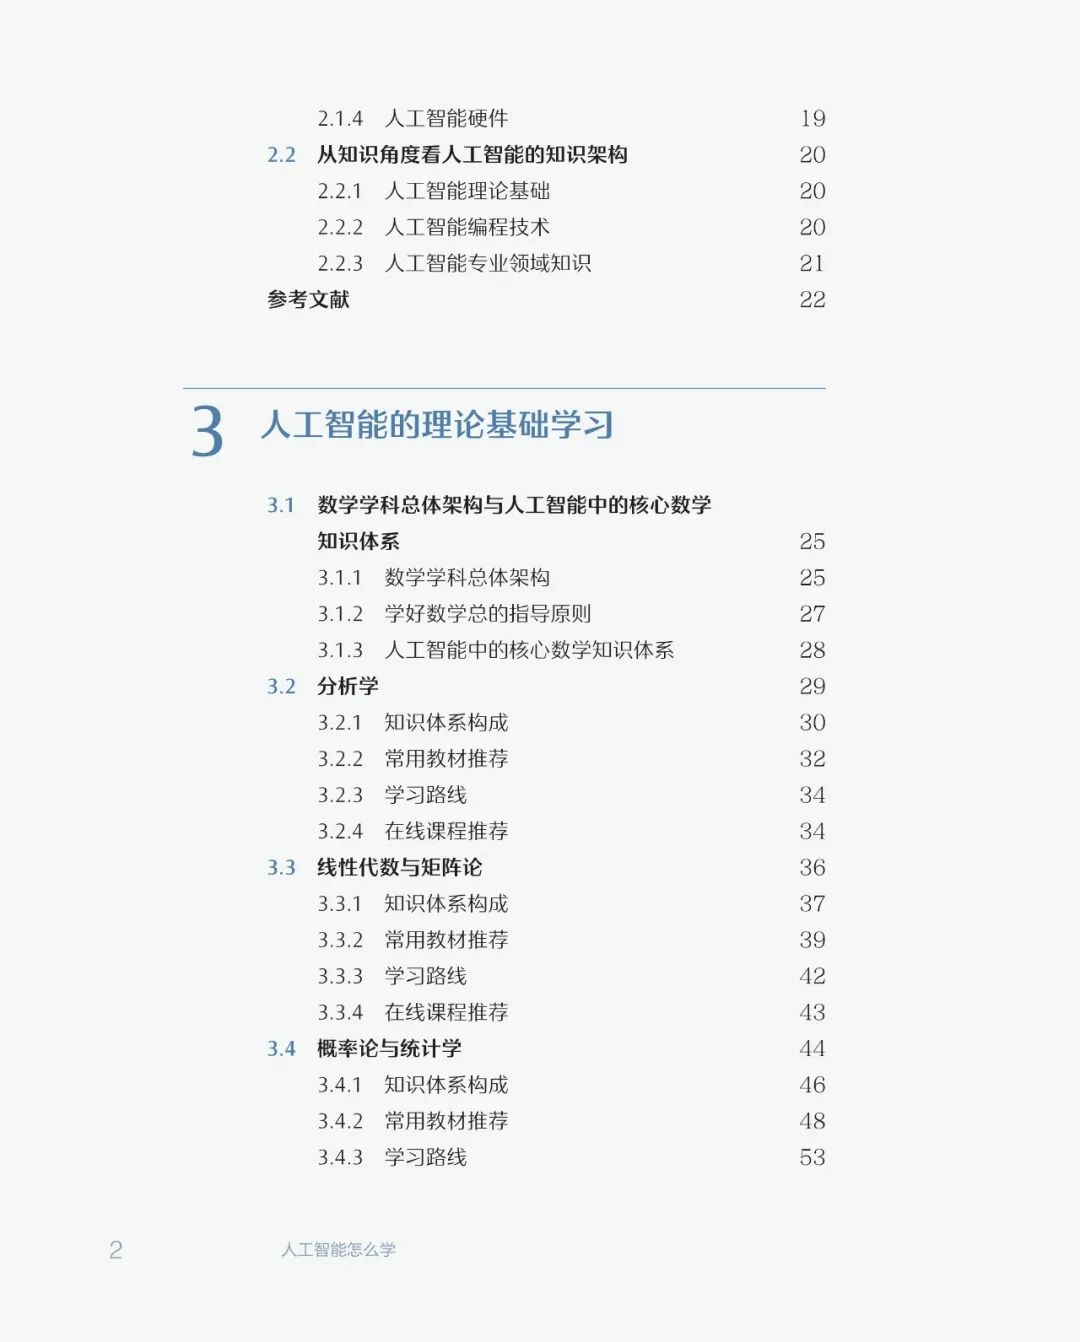 2.1.4 人工智能硬件 19
2.2 从知识角度看人工智能的知识架构 20
2.2.1 人工智能理论基础 20
2.2.2 人工智能编程技术 20
2.2.3 人工智能专业领域知识 21
参考文献 22
3 人工智能的理论基础学习
3.1 数学学科总体架构与人工智能中的核心数学
知识体系 25
3.1.1 数学学科总体架构 25
3.1.2 学好数学总的指导原则 27
3.1.3 人工智能中的核心数学知识体系 28
3.2 分析学 29
3.2.1 知识体系构成 30
3.2.2 常用教材推荐 32
3.2.3 学习路线 34
3.2.4 在线课程推荐 34
3.3 线性代数与矩阵论 36
3.3.1 知识体系构成 37
3.3.2 常用教材推荐 39
3.3.3 学习路线 42
3.3.4 在线课程推荐 43
3.4 概率论与统计学 44
3.4.1 知识体系构成 46
3.4.2 常用教材推荐 48
3.4.3 学习路线 53
2 人工智能怎么学